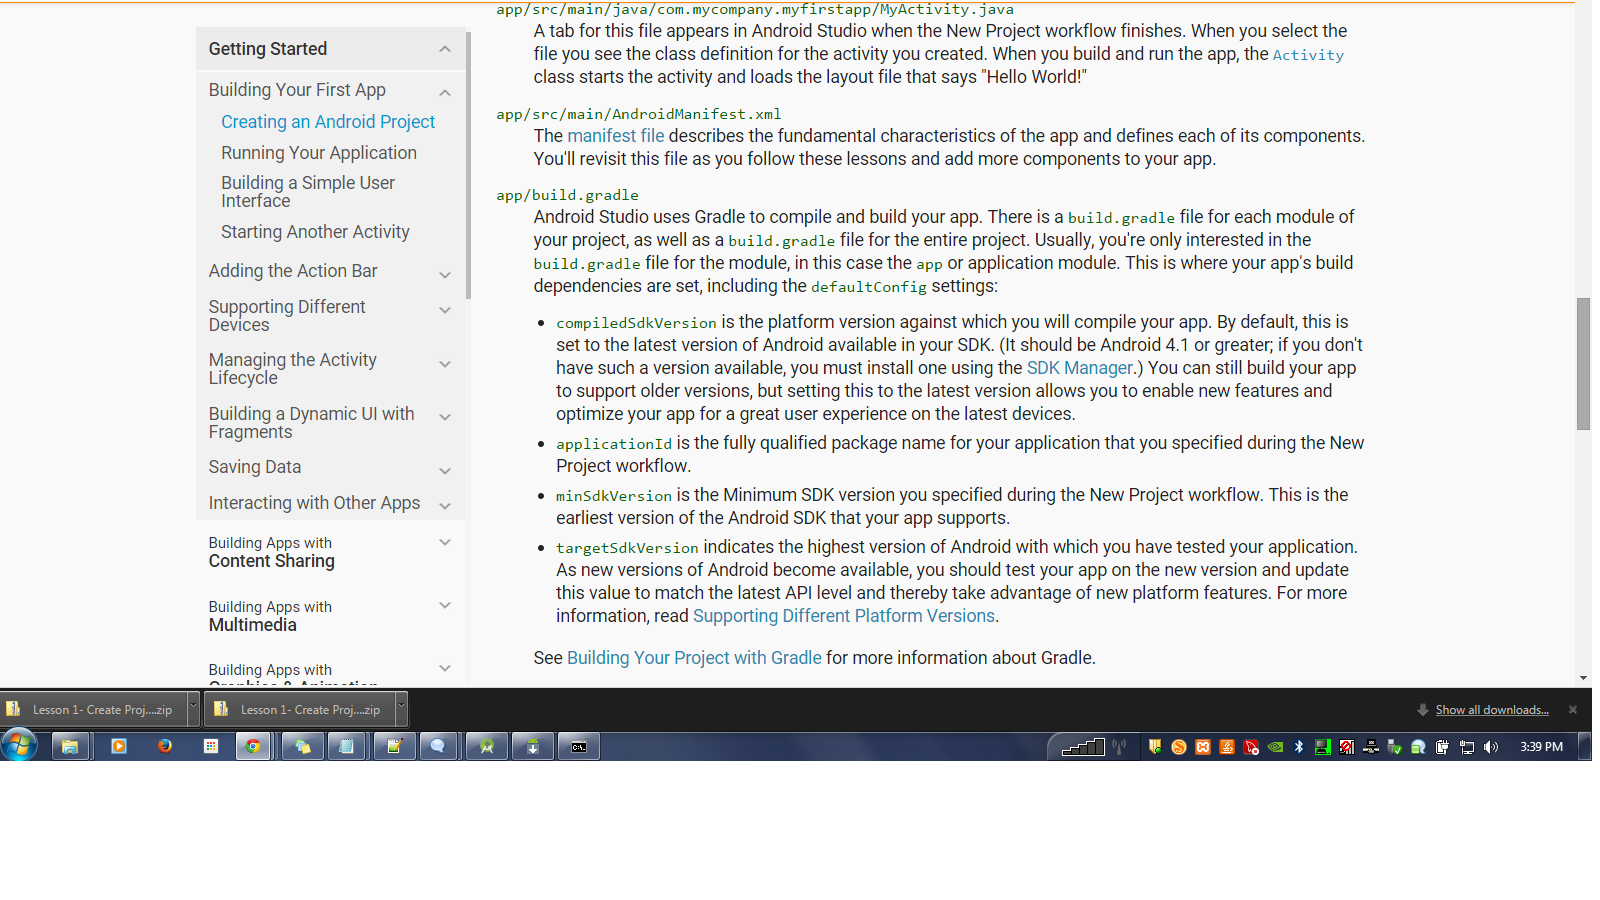 Getting Started
Building Your First App
Creating an Android Project
Running Your Application
Building a Simple User
Interface
Starting Another Activity
Adding the Action Bar
Supporting Different
Devices
Managing the Activity
Lifecycle
Building a Dynamic UI with
Fragments
Saving Data
Interacting with Other Apps
Building Apps with
Content Sharing
Building Apps with
Multimedia
Building Apps with
Graphics & Animation
app/src/main/java/com.mycompany.myfirstapp/MyActivity.java
A tab for this file appears in Android Studio when the New Project workflow finishes. When you select the
file you see the class definition for the activity you created. When you build and run the app, the Activity
class starts the activity and loads the layout file that says "Hello World!"
app/src/main/AndroidManifest.xml
The manifest file describes the fundamental characteristics of the app and defines each of its components.
You'll revisit this file as you follow these lessons and add more components to your app.
app/build.gradle
Android Studio uses Gradle to compile and build your app. There is a build.gradle file for each module of
your project, as well as a build.gradle file for the entire project. Usually, you're only interested in the
build.gradle file for the module, in this case the app or application module. This is where your app's build
dependencies are set, including the defaultConfig settings:
• compiledSdkVersion is the platform version against which you will compile your app. By default, this is
set to the latest version of Android available in your SDK. (It should be Android 4.1 or greater; if you don't
have such a version available, you must install one using the SDK Manager.) You can still build your app
to support older versions, but setting this to the latest version allows you to enable new features and
optimize your app for a great user experience on the latest devices.
• applicationId is the fully qualified package name for your application that you specified during the New
Project workflow.
• minSdkVersion is the Minimum SDK version you specified during the New Project workflow. This is the
earliest version of the Android SDK that your app supports.
• targetSdkVersion indicates the highest version of Android with which you have tested your application.
As new versions of Android become available, you should test your app on the new version and update
this value to match the latest API level and thereby take advantage of new platform features. For more
information, read Supporting Different Platform Versions.
See Building Your Project with Gradle for more information about Gradle.
Lesson 1- Create Proj....zip
Lesson 1- Create Proj....zip
Show all downloads...
3:39 PM